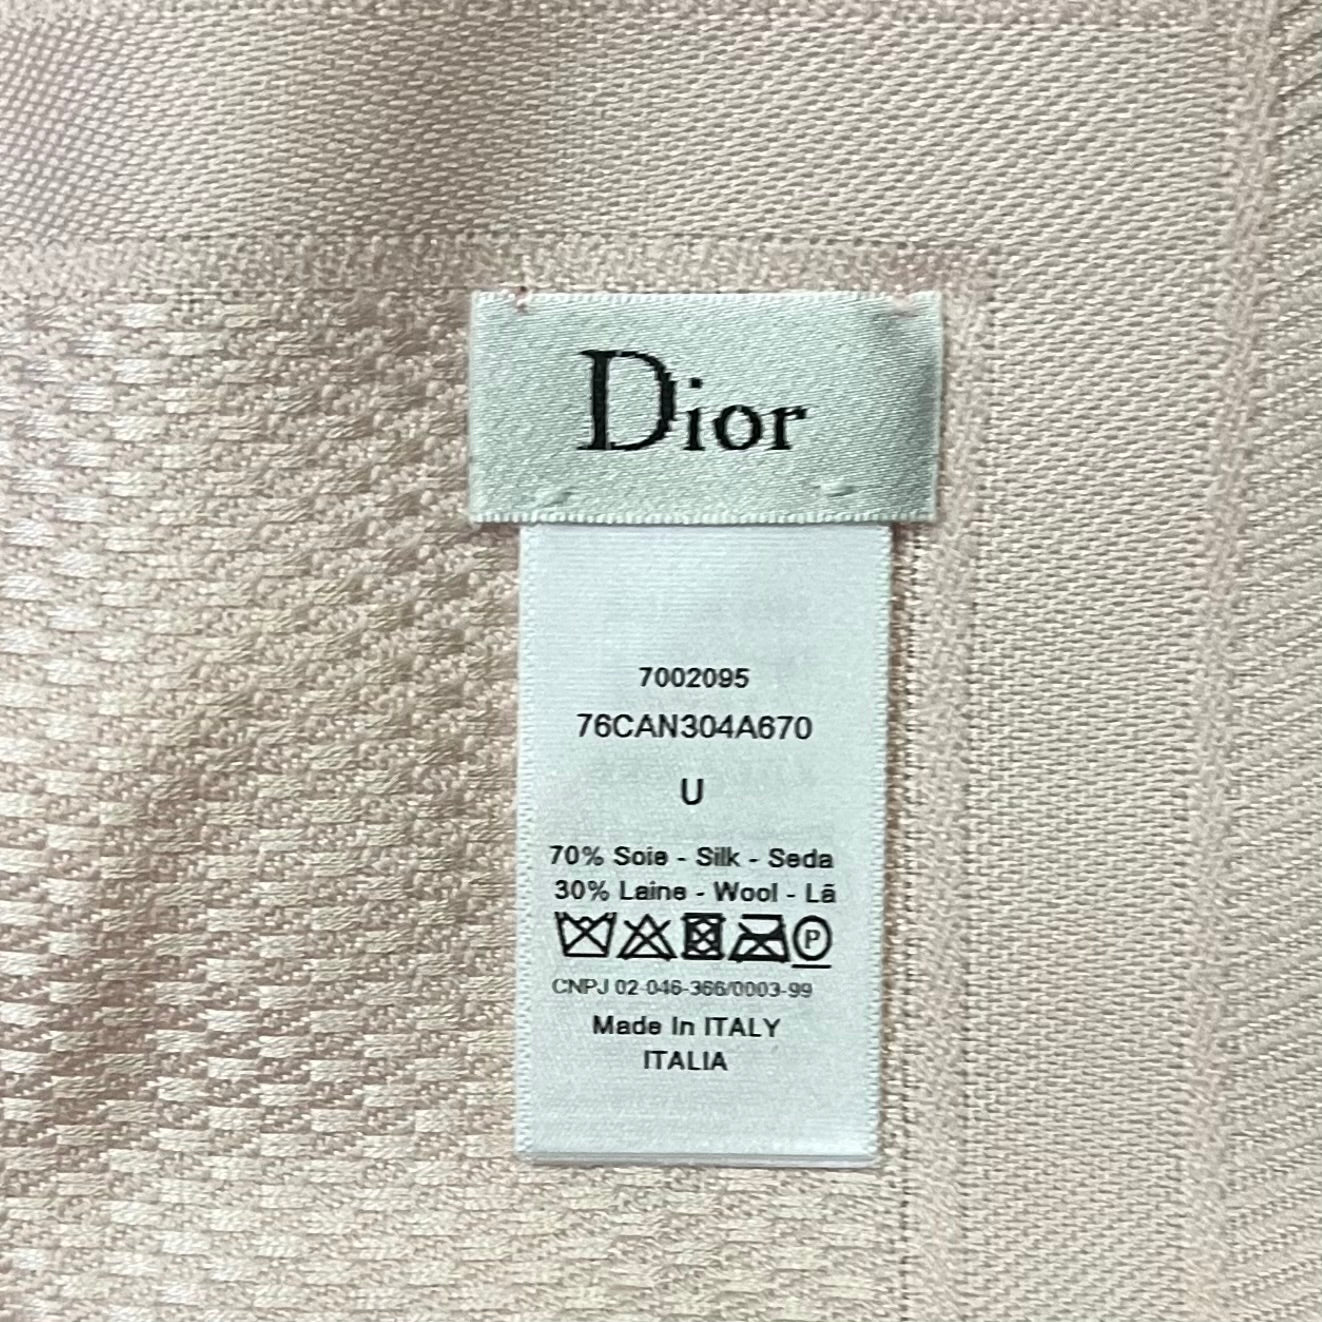 Dior
7002095
76CAN304A670
U
70% Soie - Silk - Seda
30% Laine - Wool - Lã
P
CNPJ 02-046-366/0003-99
Made In ITALY
ITALIA